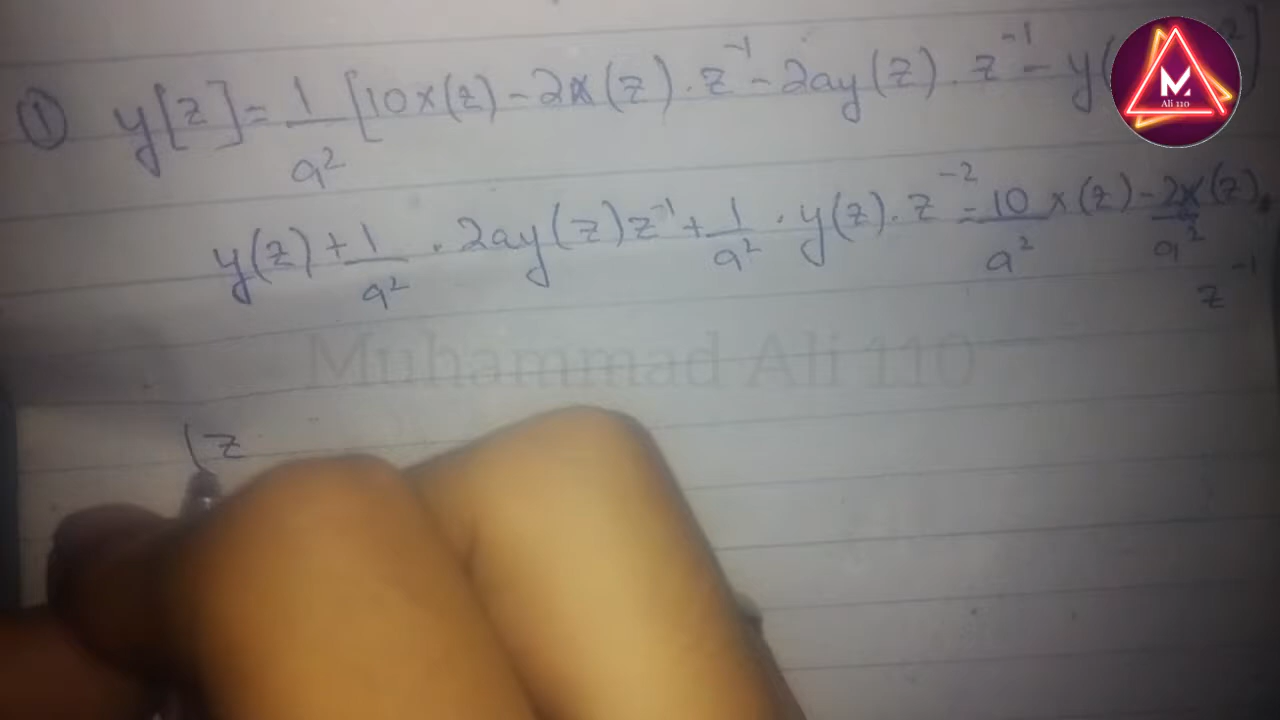 ① y[z] = 1/a² [10x(z) - 2x(z) . z⁻¹ - 2ay(z) . z⁻¹ - y( ²]
M.
Ali 110
y(z) + 1/a² . 2ay(z) z⁻¹ + 1/a² . y(z) . z⁻² = 10/a² x(z) - 2x/a² (z) .
z⁻¹
Muhammad Ali 110
(z